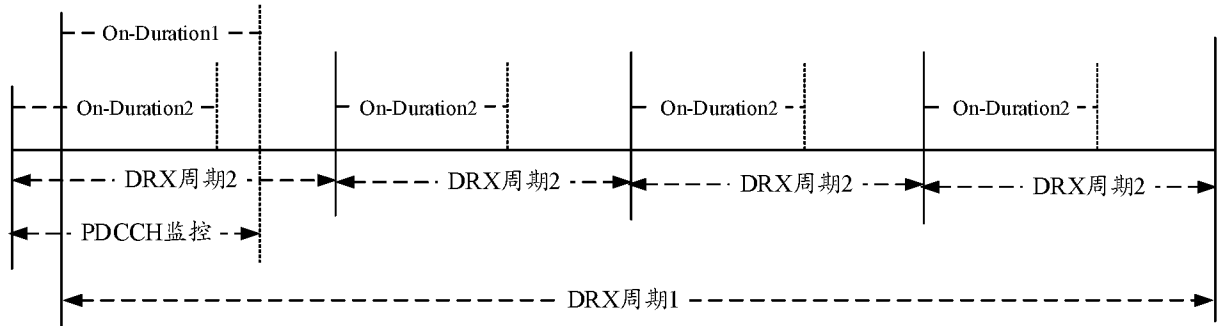 On-Duration1
On-Duration2 On-Duration2 On-Duration2 On-Duration2
DRX周期2 DRX周期2 DRX周期2 DRX周期2
PDCCH监控
DRX周期1